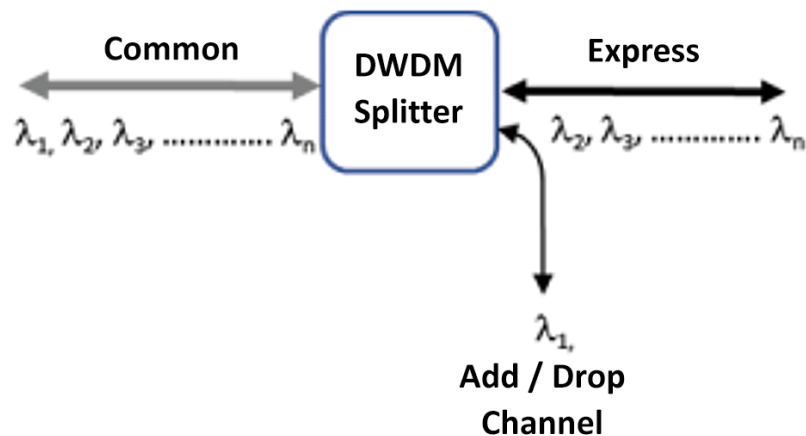 Common
DWDM
Splitter
Express
λ₁, λ₂, λ₃, .............. λₙ
λ₂, λ₃, .............. λₙ
λ₁,
Add / Drop
Channel